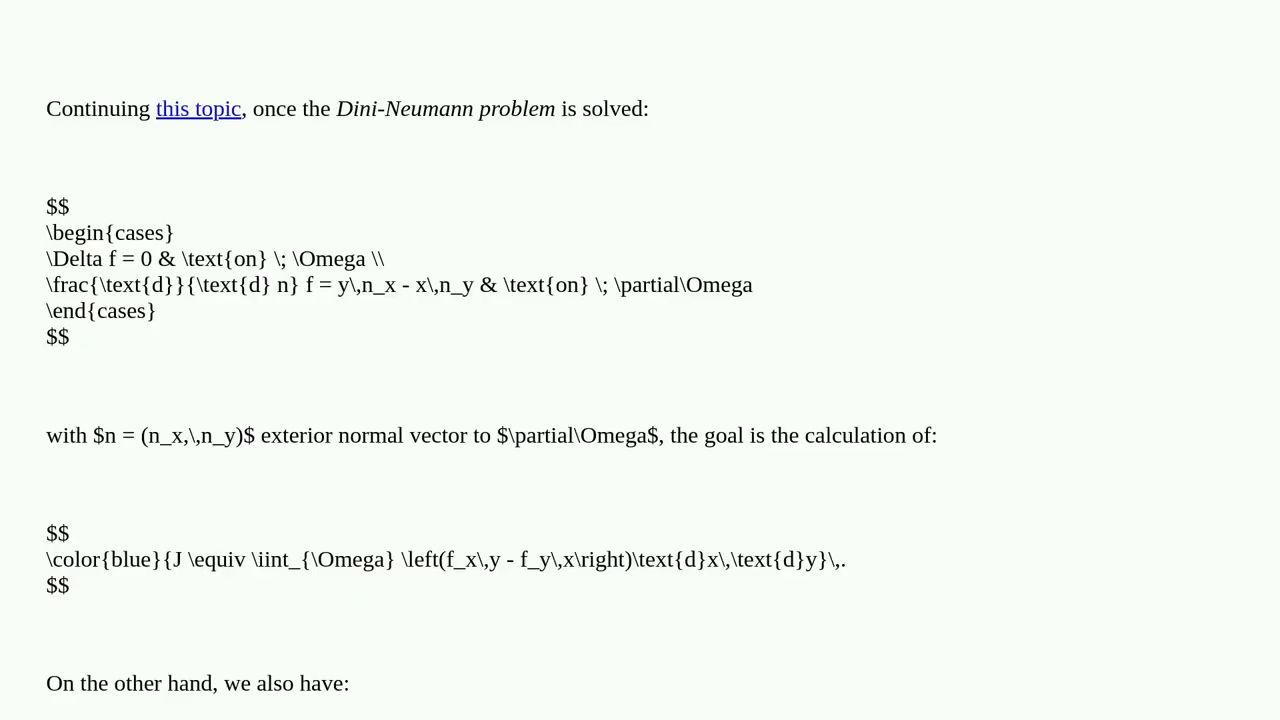 Continuing this topic, once the Dini-Neumann problem is solved:
$$
\begin{cases}
\Delta f = 0 & \text{on} \; \Omega \\
\frac{\text{d}}{\text{d} n} f = y\,n_x - x\,n_y & \text{on} \; \partial\Omega
\end{cases}
$$
with $n = (n_x,\,n_y)$ exterior normal vector to $\partial\Omega$, the goal is the calculation of:
$$
\color{blue}{J \equiv \iint_{\Omega} \left(f_x\,y - f_y\,x\right)\text{d}x\,\text{d}y}\,.
$$
On the other hand, we also have: